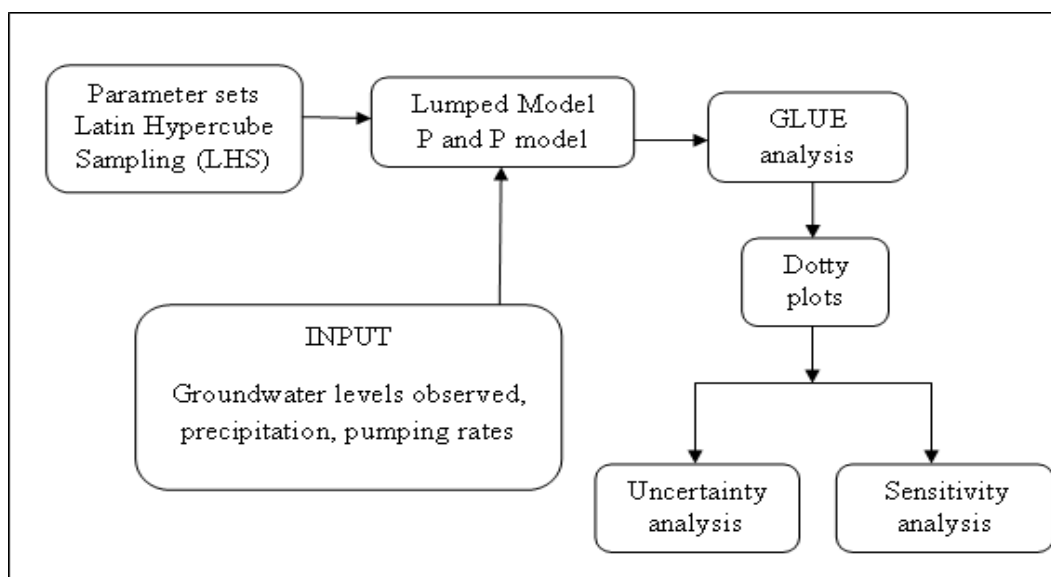 Parameter sets
Latin Hypercube
Sampling (LHS)
Lumped Model
P and P model
GLUE
analysis
Dotty
plots
INPUT
Groundwater levels observed,
precipitation, pumping rates
Uncertainty
analysis
Sensitivity
analysis